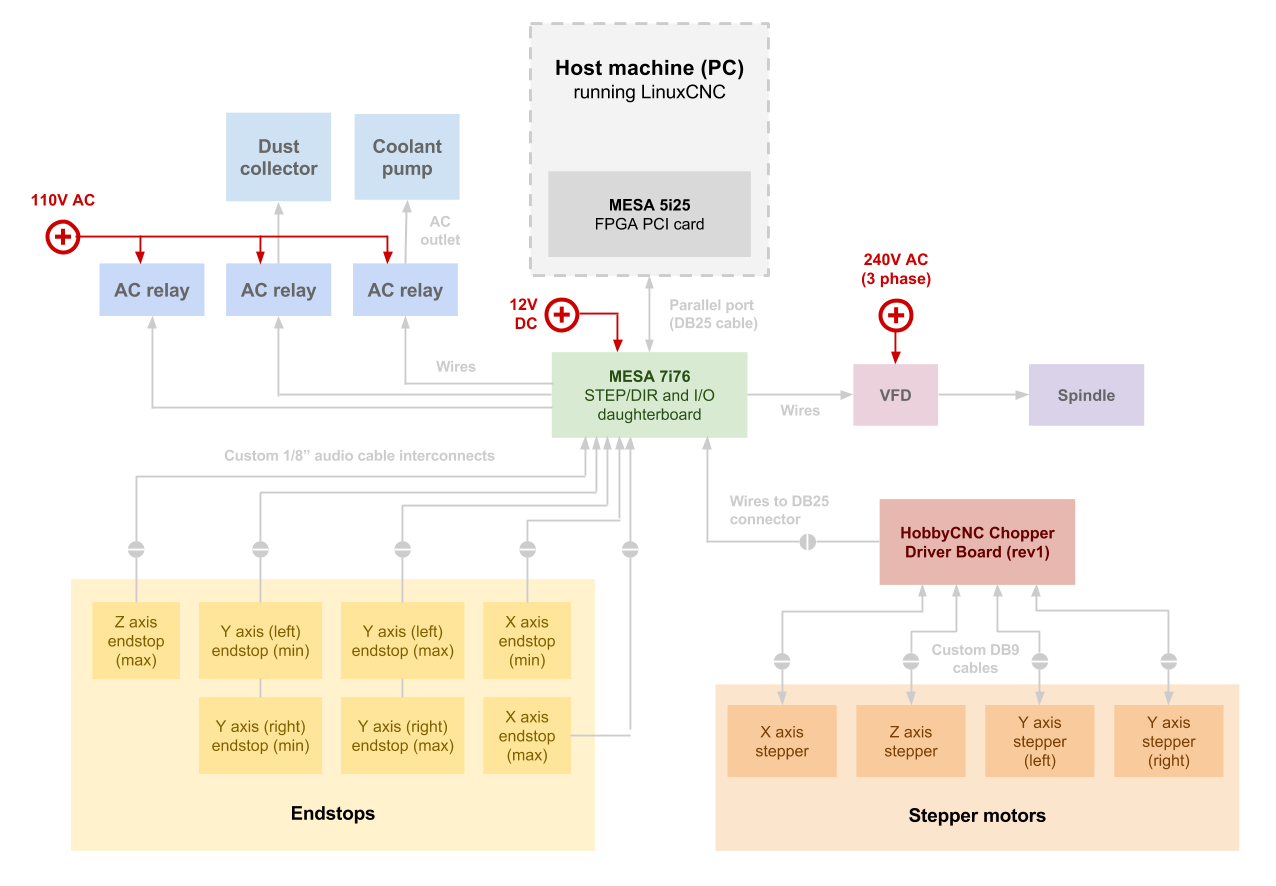 Host machine (PC)
running LinuxCNC
MESA 5i25
FPGA PCI card
Dust
collector
Coolant
pump
110V AC
AC
outlet
AC relay
AC relay
AC relay
12V
DC
Parallel port
(DB25 cable)
240V AC
(3 phase)
Wires
MESA 7i76
STEP/DIR and I/O
daughterboard
Wires
VFD
Spindle
Custom 1/8” audio cable interconnects
Wires to DB25
connector
HobbyCNC Chopper
Driver Board (rev1)
Z axis
endstop
(max)
Y axis (left)
endstop (min)
Y axis (left)
endstop (max)
X axis
endstop
(min)
Y axis (right)
endstop (min)
Y axis (right)
endstop (max)
X axis
endstop
(max)
Endstops
Custom DB9
cables
X axis
stepper
Z axis
stepper
Y axis
stepper
(left)
Y axis
stepper
(right)
Stepper motors